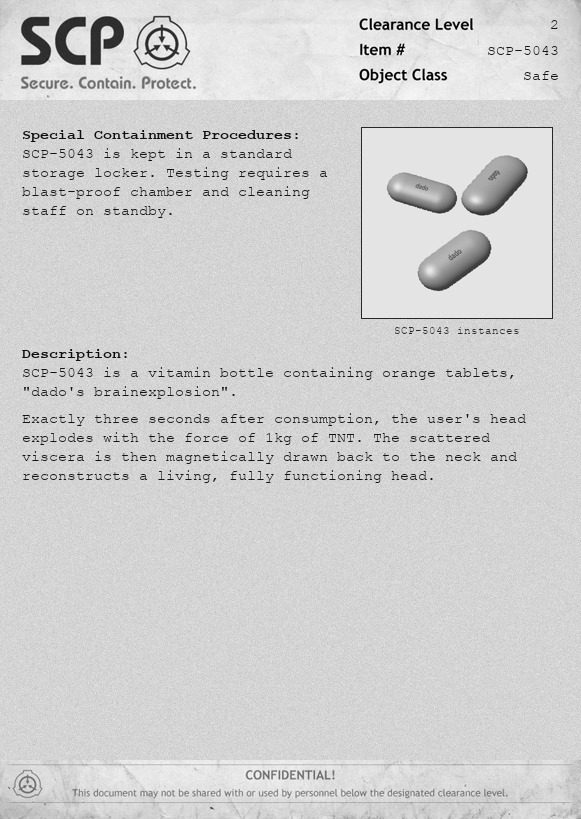 SCP
Secure. Contain. Protect.
Clearance Level 2
Item # SCP-5043
Object Class Safe
Special Containment Procedures:
SCP-5043 is kept in a standard
storage locker. Testing requires a
blast-proof chamber and cleaning
staff on standby.
dado
dado
dado
SCP-5043 instances
Description:
SCP-5043 is a vitamin bottle containing orange tablets,
"dado's brainexplosion".
Exactly three seconds after consumption, the user's head
explodes with the force of 1kg of TNT. The scattered
viscera is then magnetically drawn back to the neck and
reconstructs a living, fully functioning head.
CONFIDENTIAL!
This document may not be shared with or used by personnel below the designated clearance level.